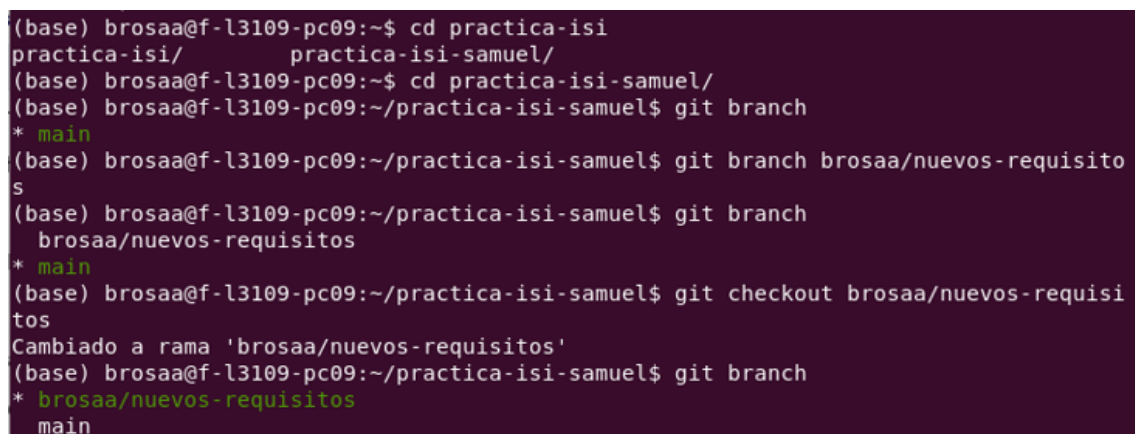 (base) brosaa@f-l3109-pc09:~$ cd practica-isi
practica-isi/        practica-isi-samuel/
(base) brosaa@f-l3109-pc09:~$ cd practica-isi-samuel/
(base) brosaa@f-l3109-pc09:~/practica-isi-samuel$ git branch
* main
(base) brosaa@f-l3109-pc09:~/practica-isi-samuel$ git branch brosaa/nuevos-requisito
s
(base) brosaa@f-l3109-pc09:~/practica-isi-samuel$ git branch
  brosaa/nuevos-requisitos
* main
(base) brosaa@f-l3109-pc09:~/practica-isi-samuel$ git checkout brosaa/nuevos-requisi
tos
Cambiado a rama 'brosaa/nuevos-requisitos'
(base) brosaa@f-l3109-pc09:~/practica-isi-samuel$ git branch
* brosaa/nuevos-requisitos
  main